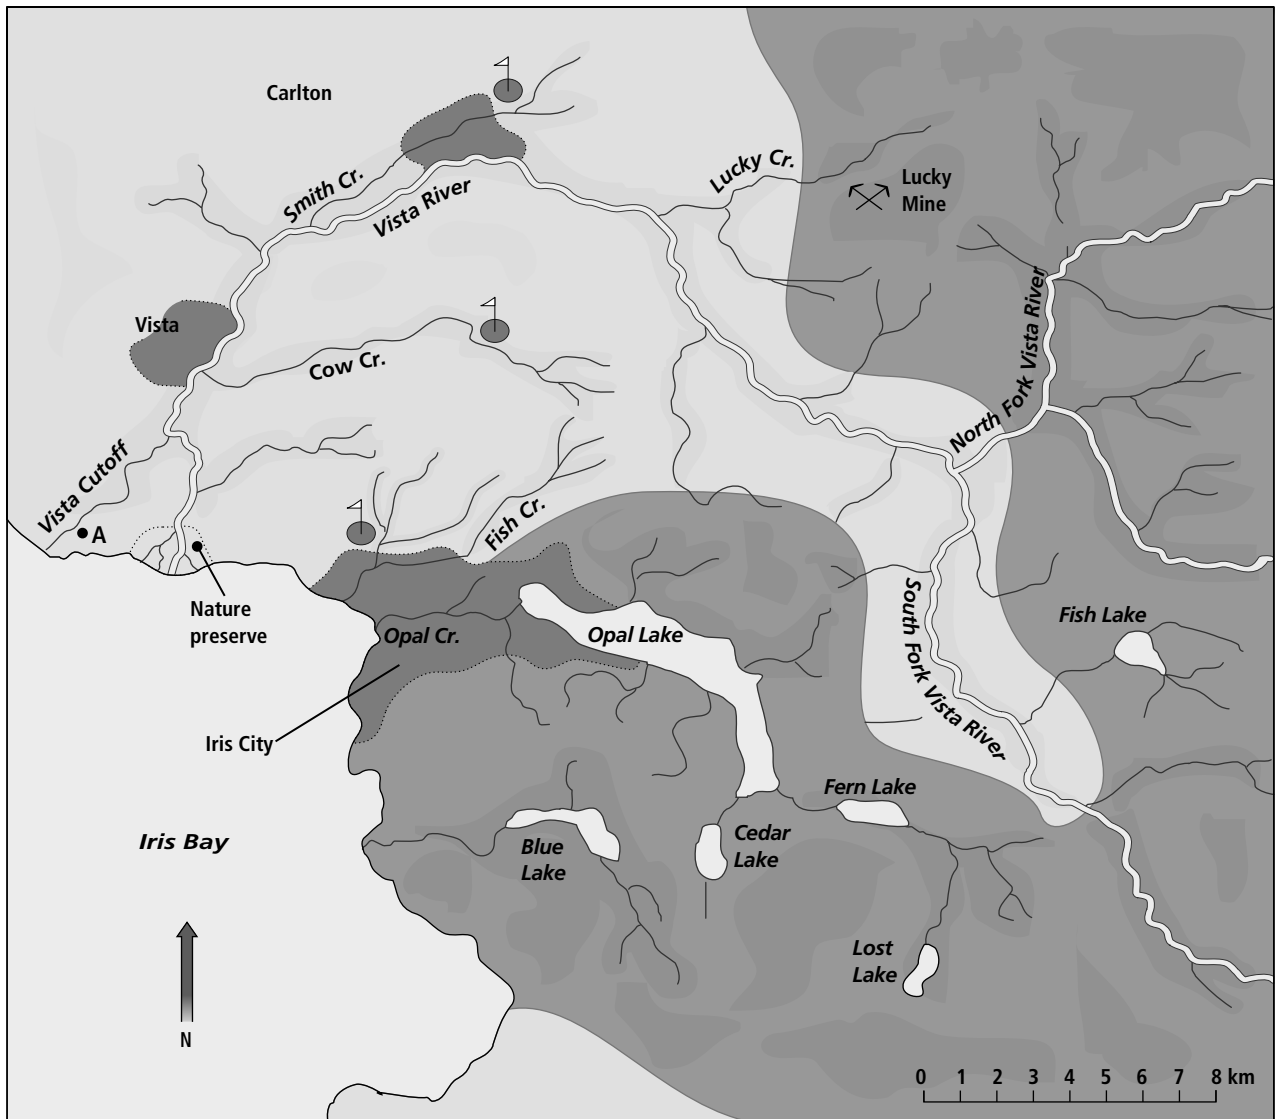 Carlton
Smith Cr.
Vista River
Lucky Cr.
Lucky
Mine
Vista
Cow Cr.
North Fork Vista River
Vista Cutoff
A
Fish Cr.
Nature
preserve
Opal Cr.
Opal Lake
South Fork Vista River
Fish Lake
Iris City
Iris Bay
Fern Lake
Blue
Lake
Cedar
Lake
Lost
Lake
N
0 1 2 3 4 5 6 7 8 km